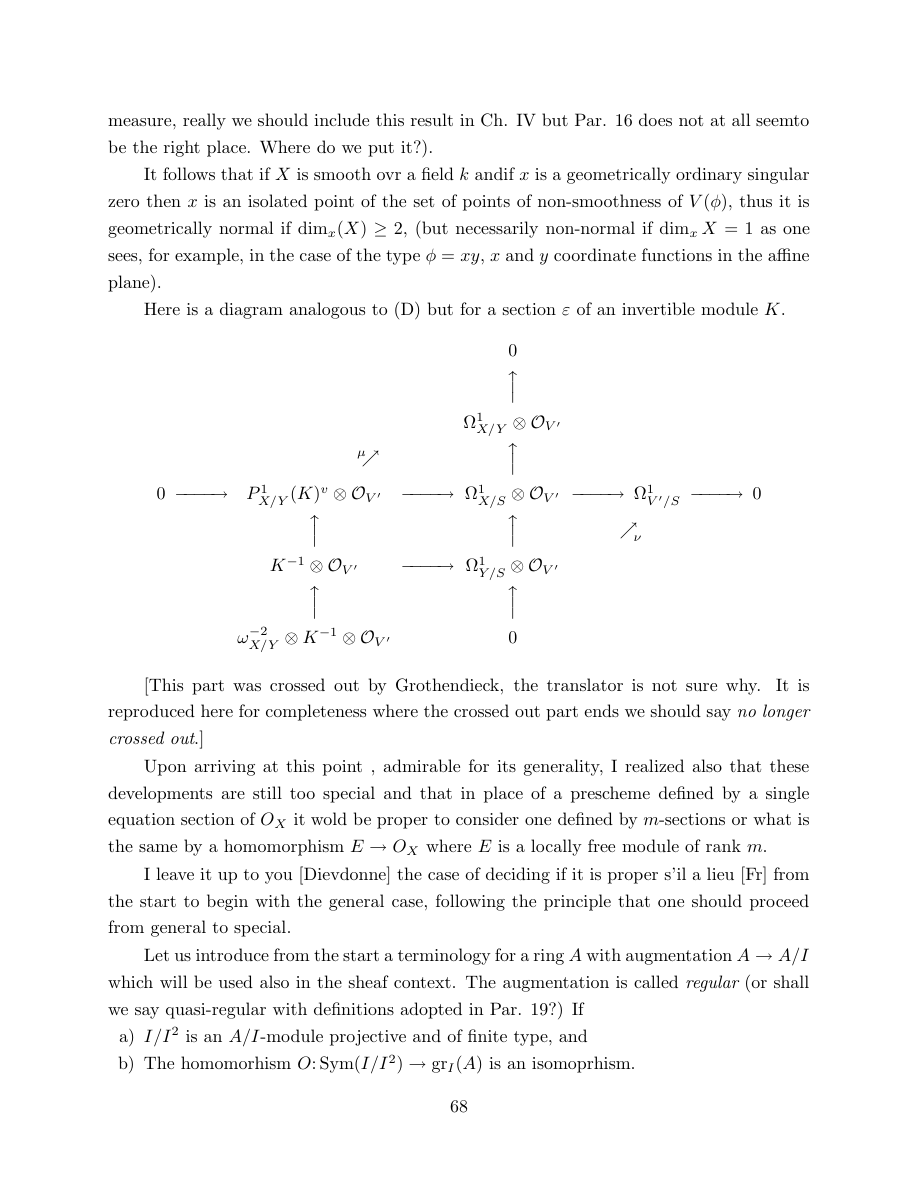 measure, really we should include this result in Ch. IV but Par. 16 does not at all seemto
be the right place. Where do we put it?).
It follows that if X is smooth ovr a field k andif x is a geometrically ordinary singular
zero then x is an isolated point of the set of points of non-smoothness of V(ϕ), thus it is
geometrically normal if dim_x(X) ≥ 2, (but necessarily non-normal if dim_x X = 1 as one
sees, for example, in the case of the type ϕ = xy, x and y coordinate functions in the affine
plane).
Here is a diagram analogous to (D) but for a section ε of an invertible module K.
0
↑
Ω^1_{X/Y} ⊗ O_{V′}
μ ↗ ↑
0 ⟶ P^1_{X/Y}(K)^v ⊗ O_{V′} ⟶ Ω^1_{X/S} ⊗ O_{V′} ⟶ Ω^1_{V′/S} ⟶ 0
↑ ↑ ↗ ν
K^{−1} ⊗ O_{V′} ⟶ Ω^1_{Y/S} ⊗ O_{V′}
↑ ↑
ω^{−2}_{X/Y} ⊗ K^{−1} ⊗ O_{V′} 0
[This part was crossed out by Grothendieck, the translator is not sure why. It is
reproduced here for completeness where the crossed out part ends we should say no longer
crossed out.]
Upon arriving at this point , admirable for its generality, I realized also that these
developments are still too special and that in place of a prescheme defined by a single
equation section of O_X it wold be proper to consider one defined by m-sections or what is
the same by a homomorphism E → O_X where E is a locally free module of rank m.
I leave it up to you [Dievdonne] the case of deciding if it is proper s'il a lieu [Fr] from
the start to begin with the general case, following the principle that one should proceed
from general to special.
Let us introduce from the start a terminology for a ring A with augmentation A → A/I
which will be used also in the sheaf context. The augmentation is called regular (or shall
we say quasi-regular with definitions adopted in Par. 19?) If
a) I/I² is an A/I-module projective and of finite type, and
b) The homomorhism O: Sym(I/I²) → gr_I(A) is an isomoprhism.
68